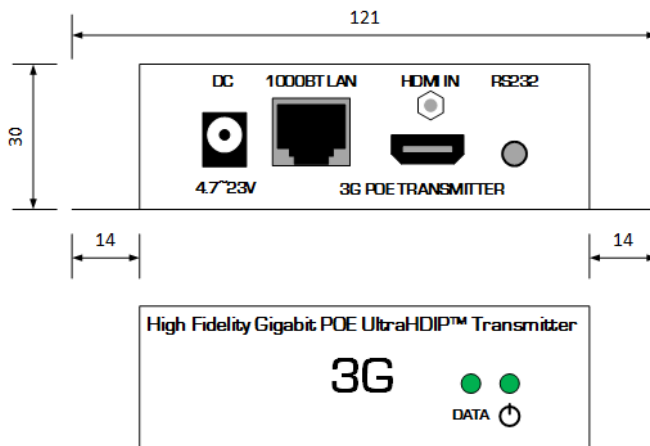 121
DC 1000BT LAN HDMI IN RS232
30
4.7~23V 3G POE TRANSMITTER
14 14
High Fidelity Gigabit POE UltraHDIP™ Transmitter
3G
DATA